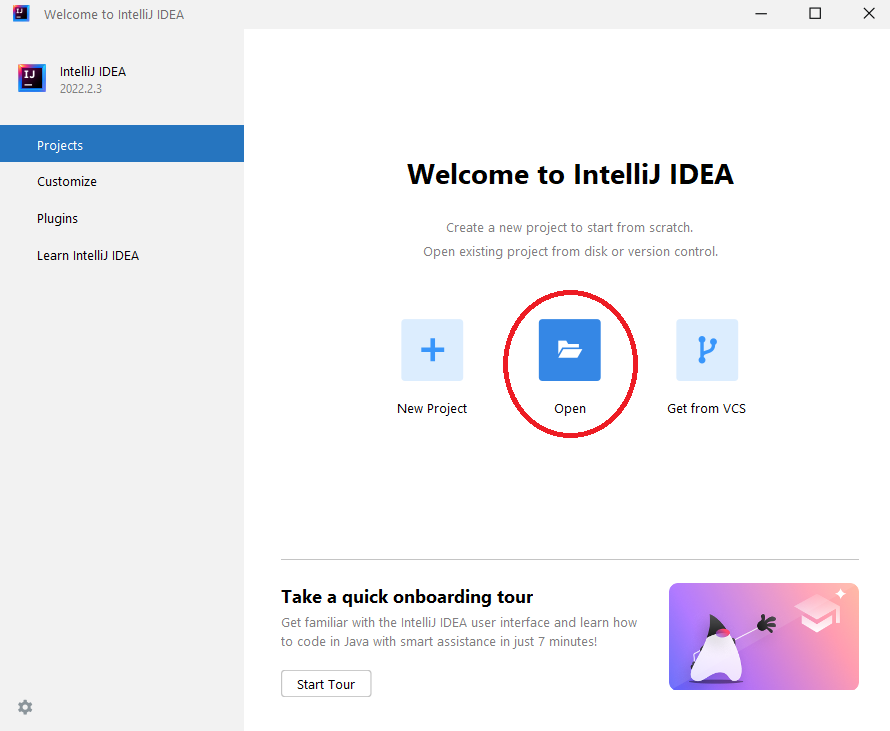 Welcome to IntelliJ IDEA
IJ
IntelliJ IDEA
2022.2.3
Projects
Customize
Plugins
Learn IntelliJ IDEA
Welcome to IntelliJ IDEA
Create a new project to start from scratch.
Open existing project from disk or version control.
New Project
Open
Get from VCS
Take a quick onboarding tour
Get familiar with the IntelliJ IDEA user interface and learn how
to code in Java with smart assistance in just 7 minutes!
Start Tour